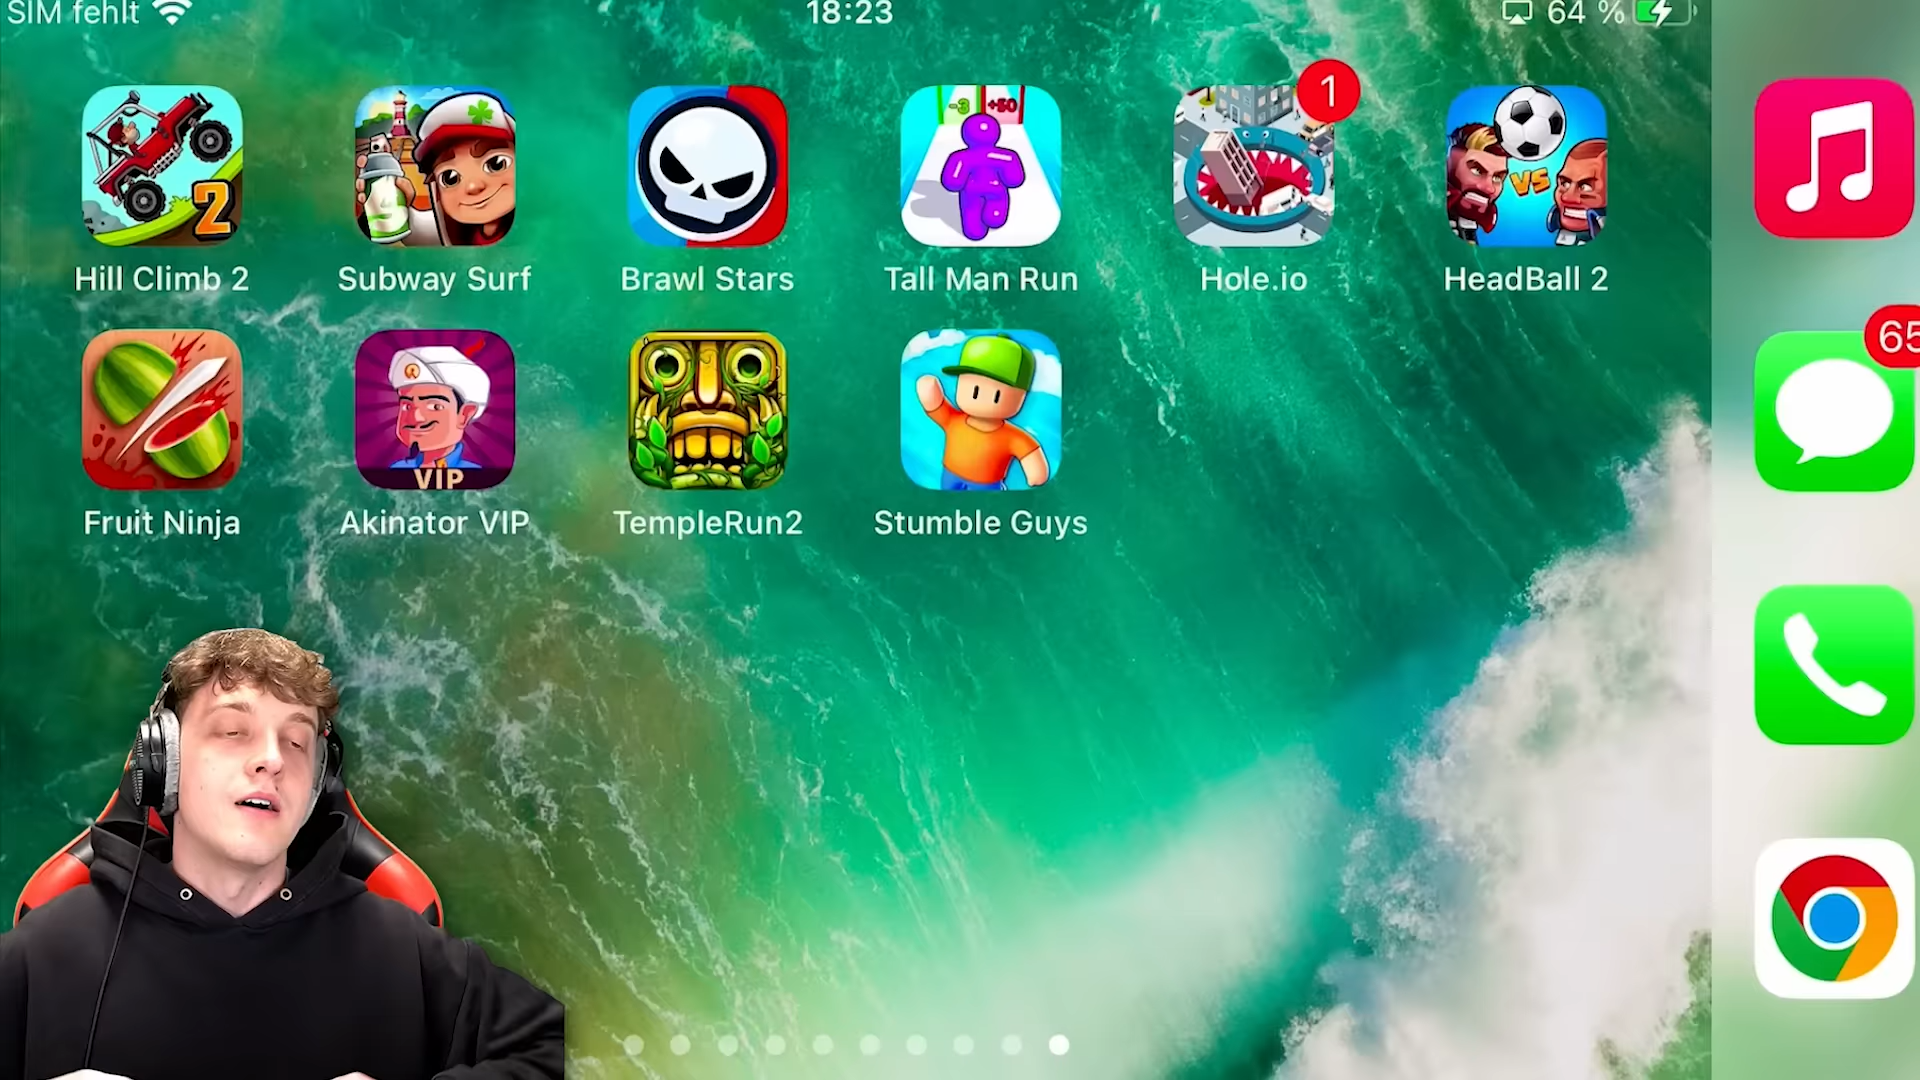 SIM fehlt
18:23
64 %
-3 +50
1
VS
2
Hill Climb 2
Subway Surf
Brawl Stars
Tall Man Run
Hole.io
HeadBall 2
65
VIP
Fruit Ninja
Akinator VIP
TempleRun2
Stumble Guys